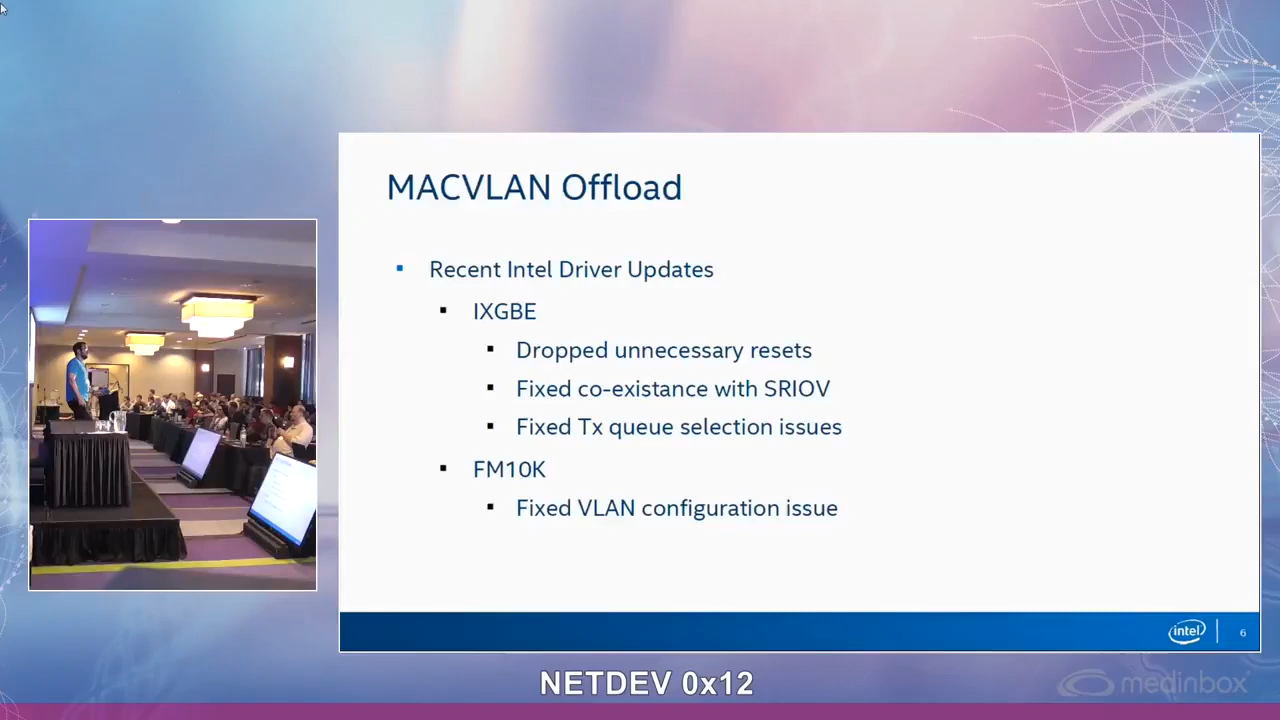 MACVLAN Offload
Recent Intel Driver Updates
IXGBE
Dropped unnecessary resets
Fixed co-existance with SRIOV
Fixed Tx queue selection issues
FM10K
Fixed VLAN configuration issue
intel
6
NETDEV 0x12
medinbox